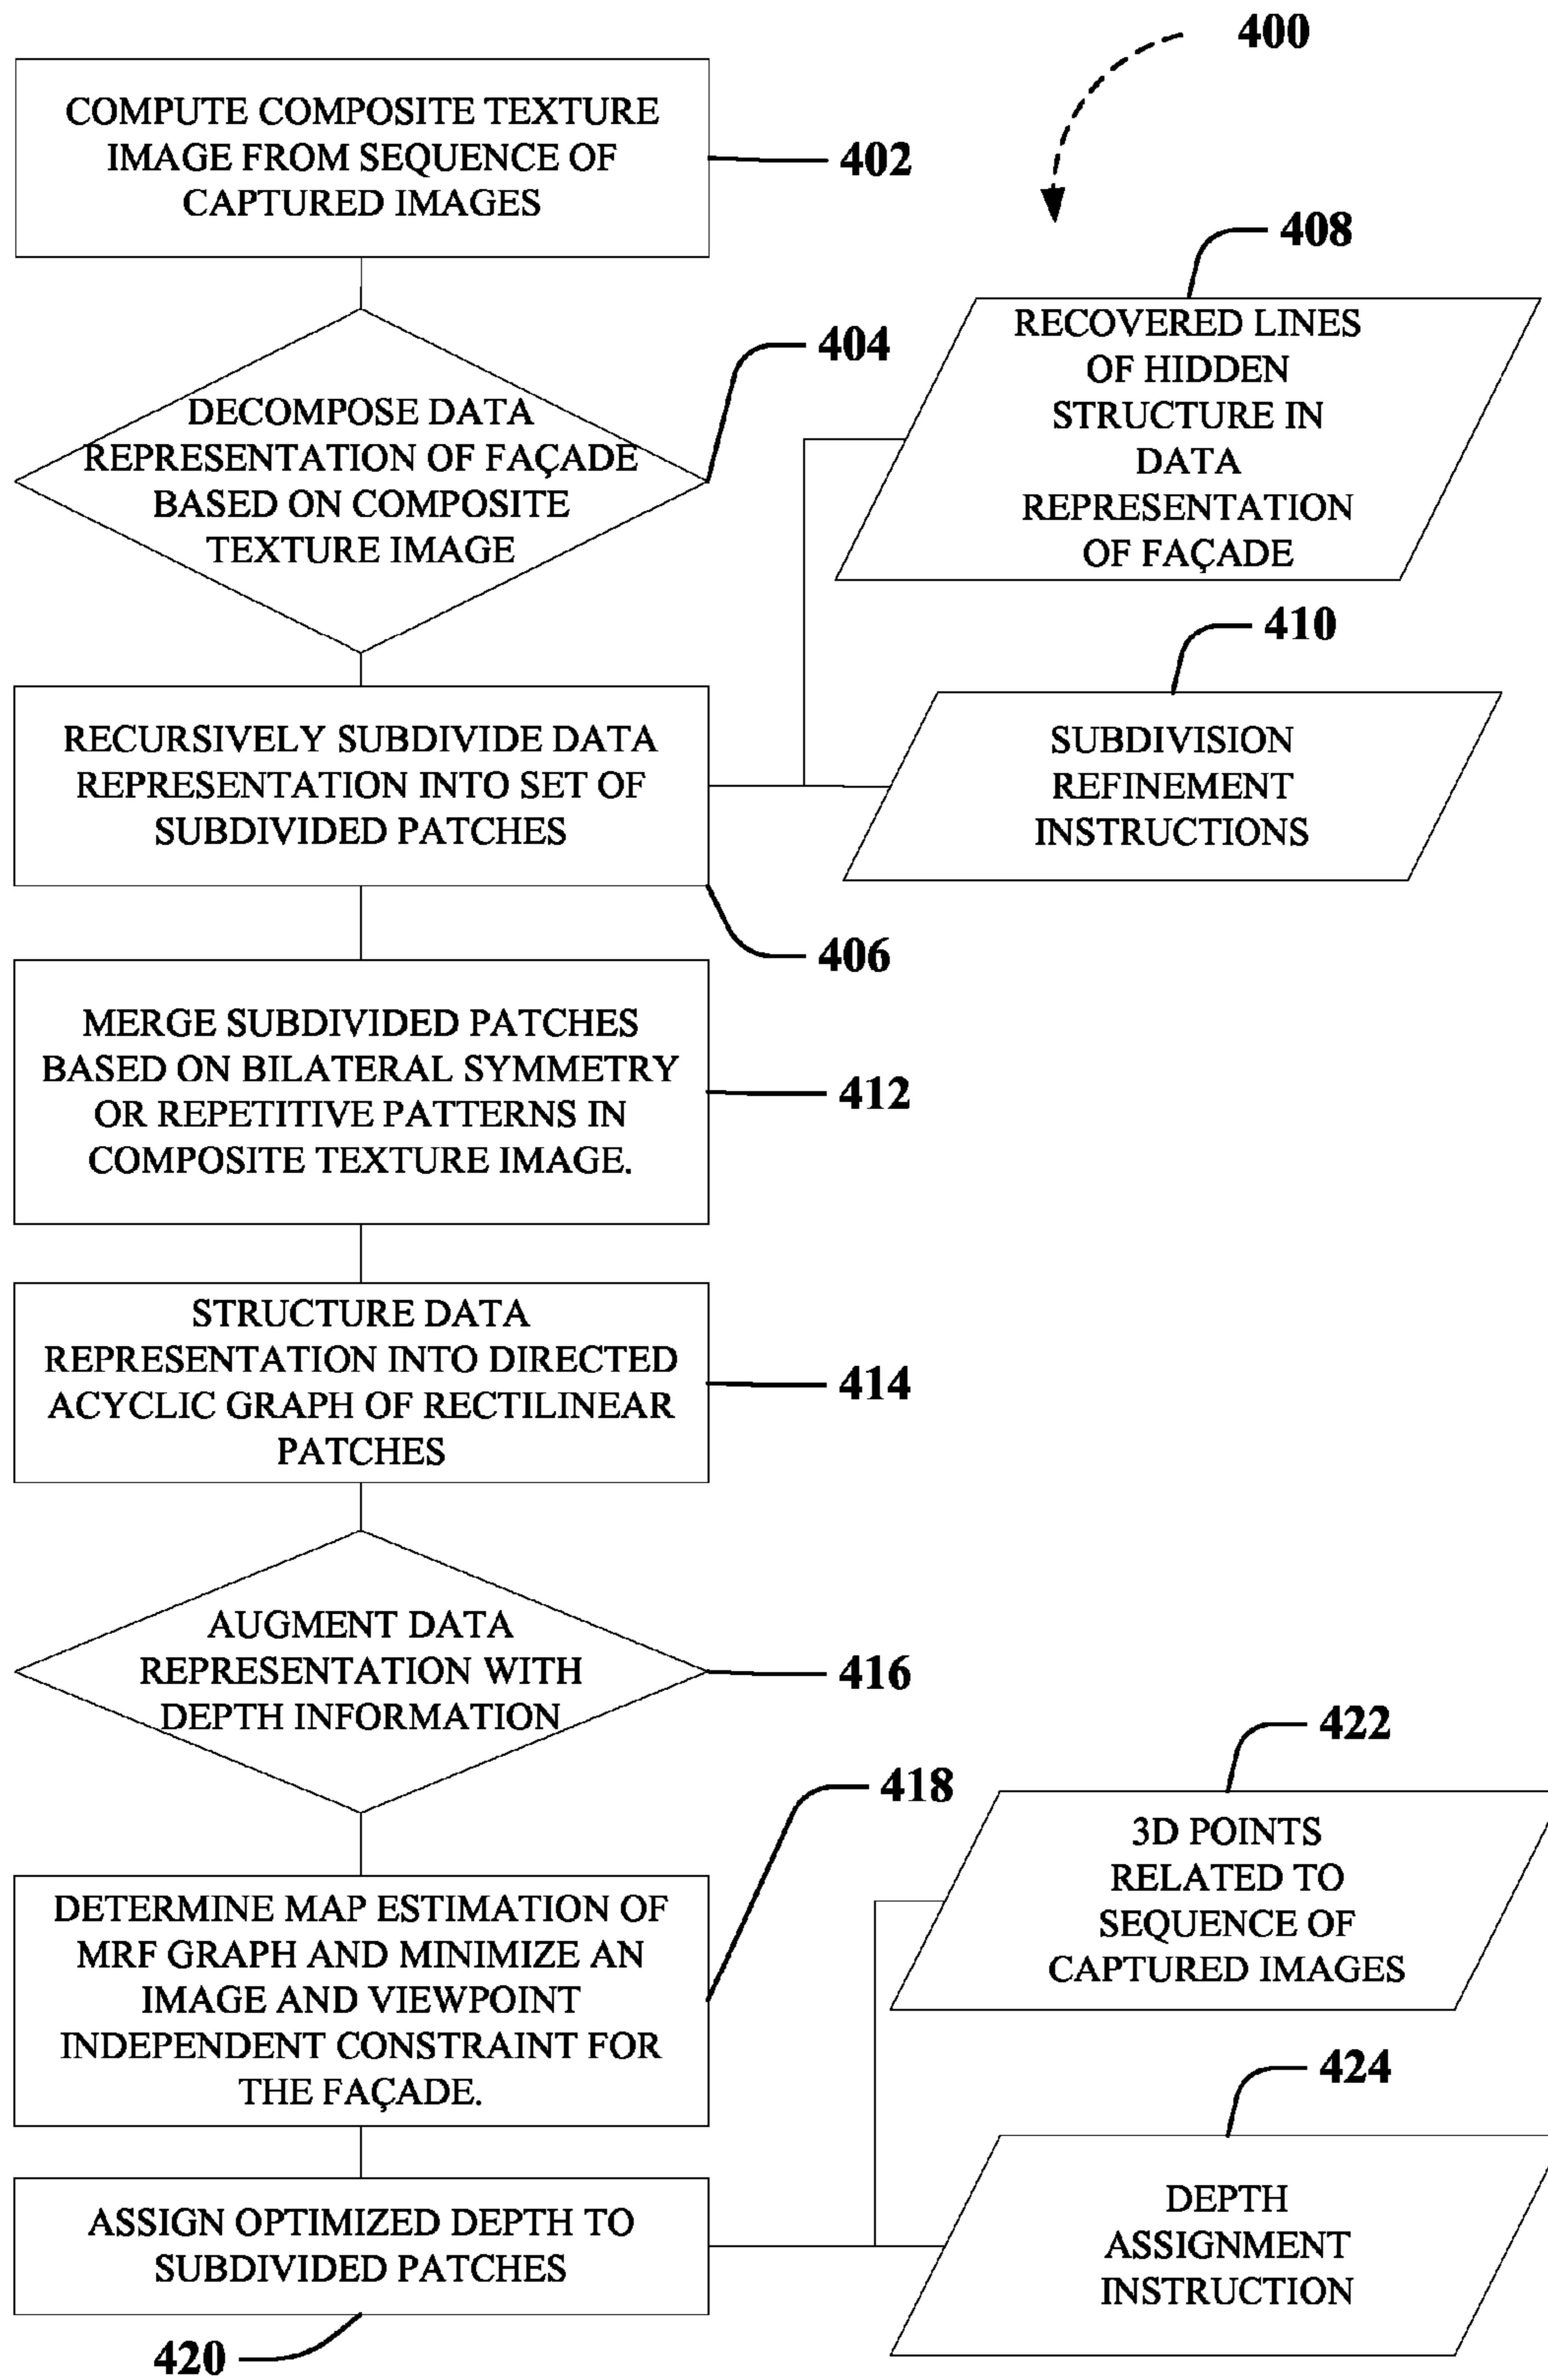 400
COMPUTE COMPOSITE TEXTURE
IMAGE FROM SEQUENCE OF
CAPTURED IMAGES
402
DECOMPOSE DATA
REPRESENTATION OF FAÇADE
BASED ON COMPOSITE
TEXTURE IMAGE
404
408
RECOVERED LINES
OF HIDDEN
STRUCTURE IN
DATA
REPRESENTATION
OF FAÇADE
410
SUBDIVISION
REFINEMENT
INSTRUCTIONS
RECURSIVELY SUBDIVIDE DATA
REPRESENTATION INTO SET OF
SUBDIVIDED PATCHES
406
MERGE SUBDIVIDED PATCHES
BASED ON BILATERAL SYMMETRY
OR REPETITIVE PATTERNS IN
COMPOSITE TEXTURE IMAGE.
412
STRUCTURE DATA
REPRESENTATION INTO DIRECTED
ACYCLIC GRAPH OF RECTILINEAR
PATCHES
414
AUGMENT DATA
REPRESENTATION WITH
DEPTH INFORMATION
416
418
DETERMINE MAP ESTIMATION OF
MRF GRAPH AND MINIMIZE AN
IMAGE AND VIEWPOINT
INDEPENDENT CONSTRAINT FOR
THE FAÇADE.
422
3D POINTS
RELATED TO
SEQUENCE OF
CAPTURED IMAGES
424
DEPTH
ASSIGNMENT
INSTRUCTION
ASSIGN OPTIMIZED DEPTH TO
SUBDIVIDED PATCHES
420